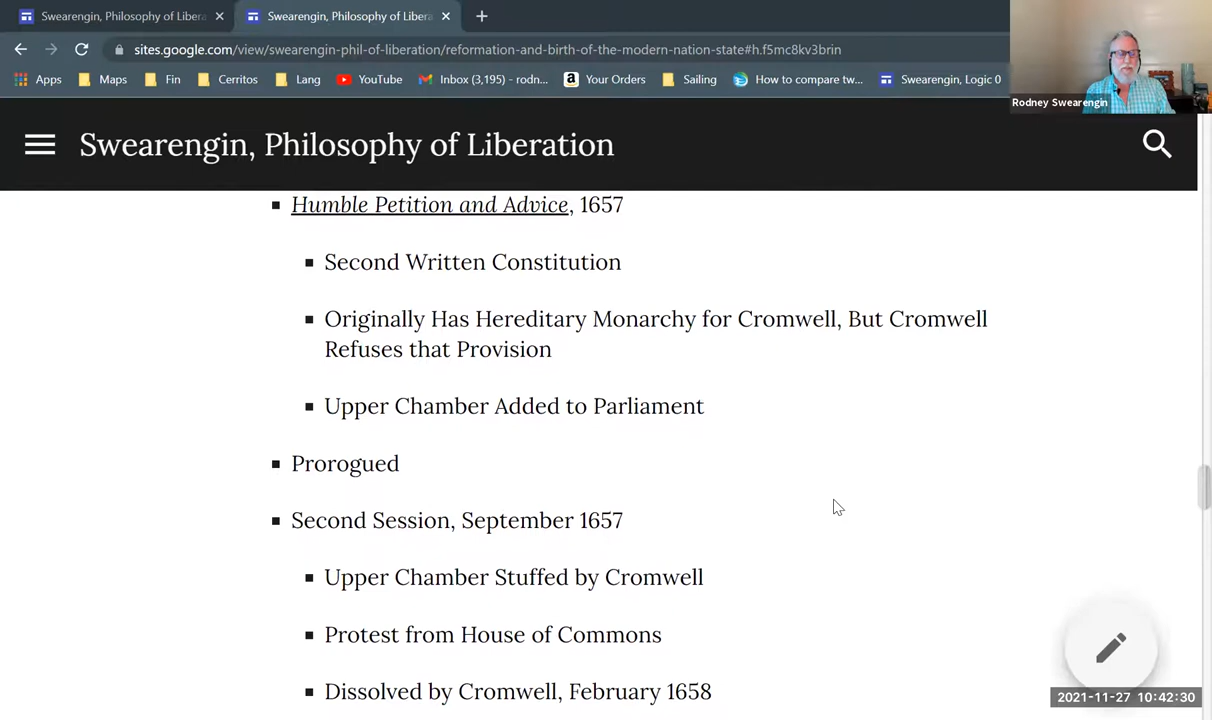 Swearengin, Philosophy of Libera
Swearengin, Philosophy of Libera
sites.google.com/view/swearengin-phil-of-liberation/reformation-and-birth-of-the-modern-nation-state#h.f5mc8kv3brin
Apps Maps Fin Cerritos Lang YouTube Inbox (3,195) - rodn... Your Orders Sailing How to compare tw... Swearengin, Logic 0
Rodney Swearengin
Swearengin, Philosophy of Liberation
Humble Petition and Advice, 1657
Second Written Constitution
Originally Has Hereditary Monarchy for Cromwell, But Cromwell
Refuses that Provision
Upper Chamber Added to Parliament
Prorogued
Second Session, September 1657
Upper Chamber Stuffed by Cromwell
Protest from House of Commons
Dissolved by Cromwell, February 1658
2021-11-27 10:42:30